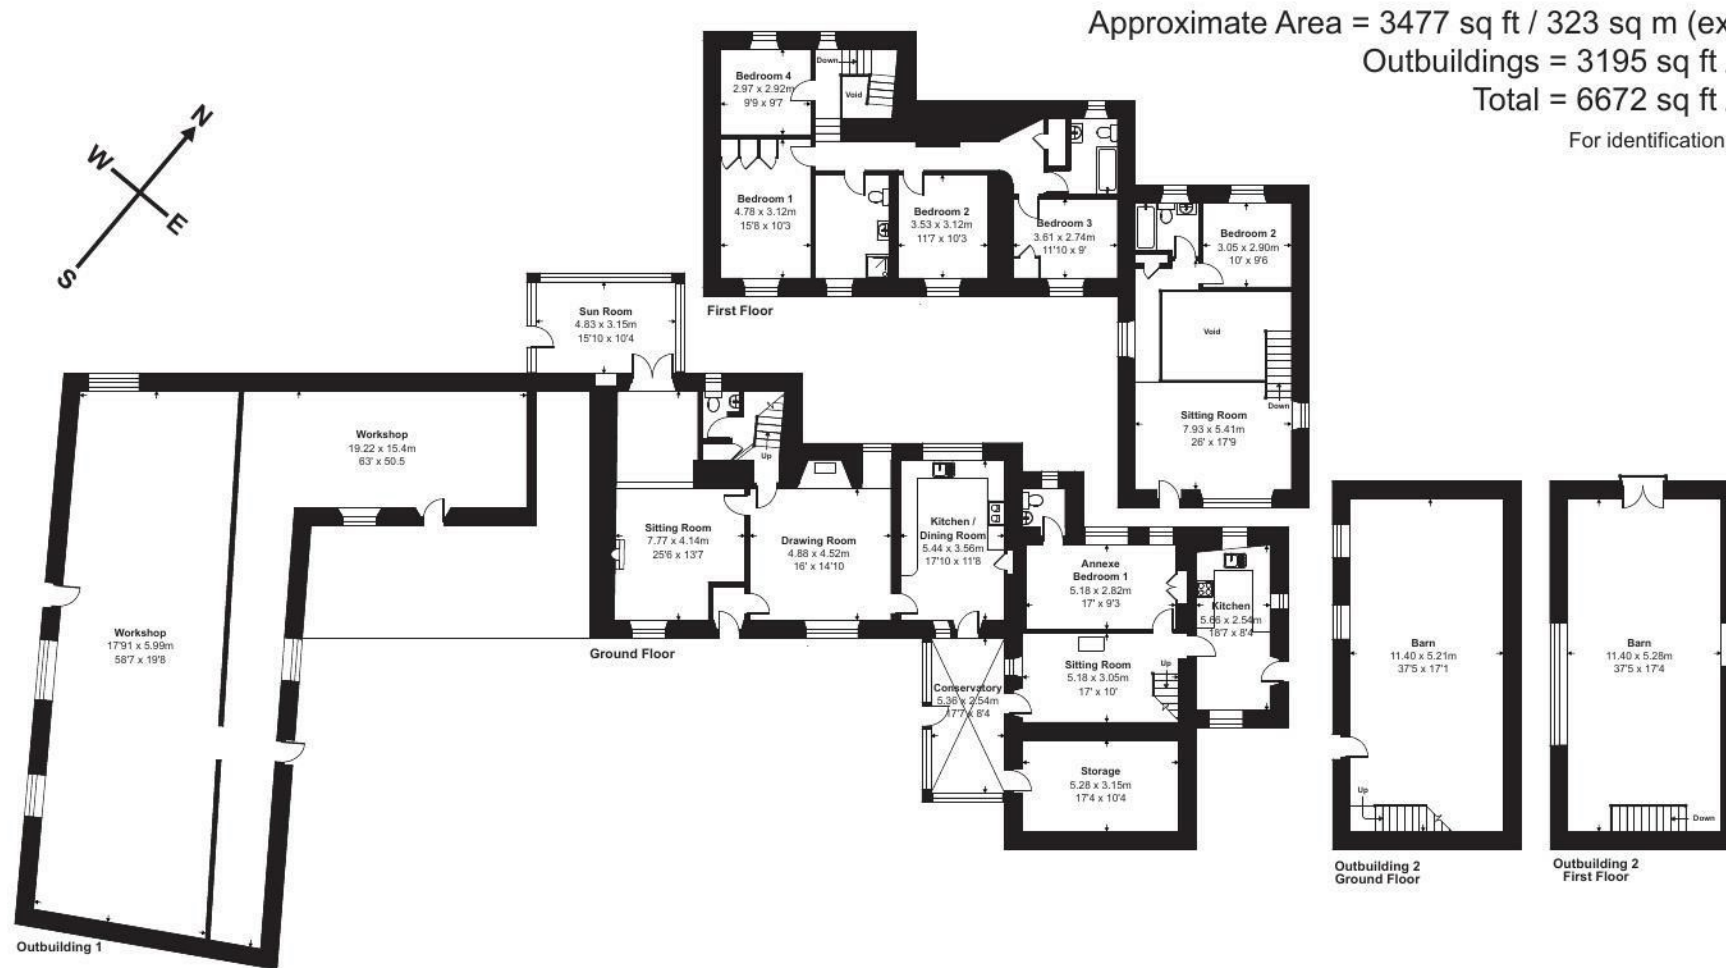 Approximate Area = 3477 sq ft / 323 sq m (ex
Outbuildings = 3195 sq ft
Total = 6672 sq ft
For identification
N
W
E
S
Bedroom 4
2.97 x 2.92m
9'9 x 9'7
Down
Void
Bedroom 1
4.78 x 3.12m
15'8 x 10'3
Bedroom 2
3.53 x 3.12m
11'7 x 10'3
Bedroom 3
3.61 x 2.74m
11'10 x 9'
First Floor
Bedroom 2
3.05 x 2.90m
10' x 9'6
Void
Down
Sitting Room
7.93 x 5.41m
26' x 17'9
Sun Room
4.83 x 3.15m
15'10 x 10'4
Workshop
19.22 x 15.4m
63' x 50.5
Workshop
17'91 x 5.99m
58'7 x 19'8
Outbuilding 1
Up
Sitting Room
7.77 x 4.14m
25'6 x 13'7
Drawing Room
4.88 x 4.52m
16' x 14'10
Kitchen /
Dining Room
5.44 x 3.56m
17'10 x 11'8
Ground Floor
Annexe
Bedroom 1
5.18 x 2.82m
17' x 9'3
Kitchen
5.66 x 2.54m
18'7 x 8'4
Sitting Room
5.18 x 3.05m
17' x 10'
Up
Conservatory
5.36 x 2.54m
17'7 x 8'4
Storage
5.28 x 3.15m
17'4 x 10'4
Barn
11.40 x 5.21m
37'5 x 17'1
Up
Outbuilding 2
Ground Floor
Barn
11.40 x 5.28m
37'5 x 17'4
Down
Outbuilding 2
First Floor